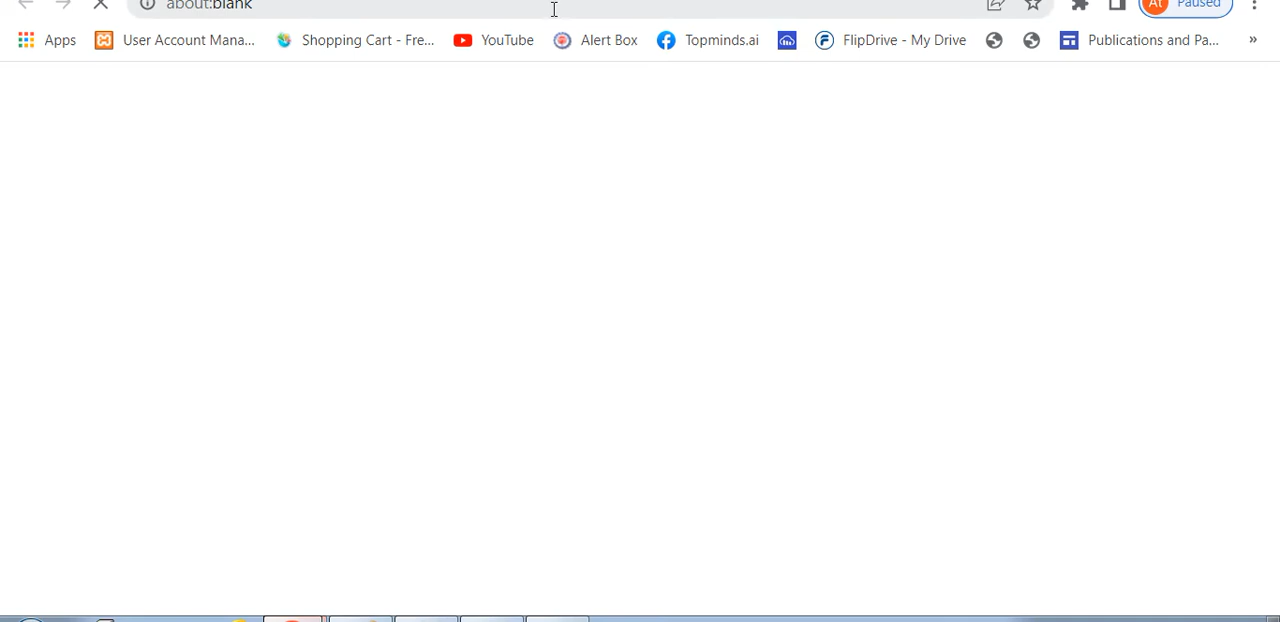 about:blank
At Paused
Apps User Account Mana... Shopping Cart - Fre... YouTube Alert Box Topminds.ai FlipDrive - My Drive Publications and Pa... »